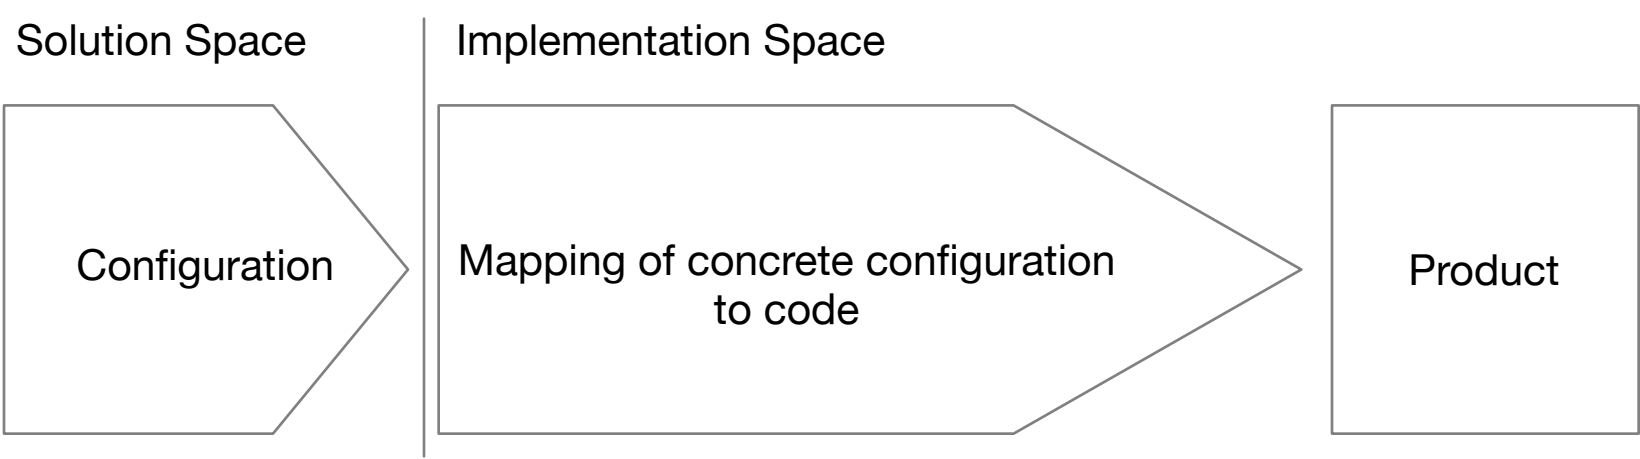 Solution Space
Implementation Space
Configuration
Mapping of concrete configuration
to code
Product